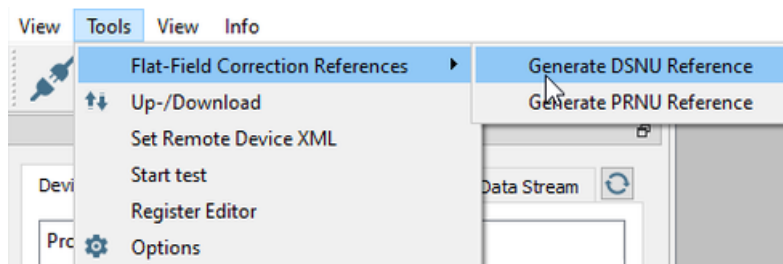 View Tools View Info
Flat-Field Correction References Generate DSNU Reference
Up-/Download Generate PRNU Reference
Set Remote Device XML
Start test
Devi Data Stream
Register Editor
Prc Options